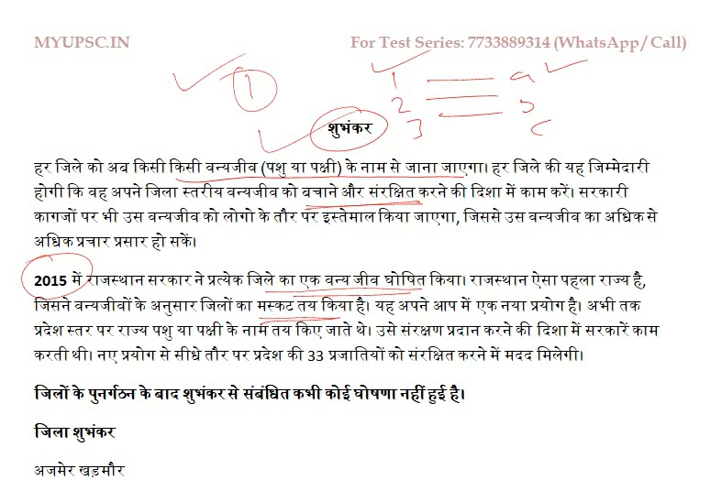 MYUPSC.IN For Test Series: 7733889314 (WhatsApp/Call)
1 1 a
2 b
3 c
शुभंकर
हर जिले को अब किसी किसी वन्यजीव (पशु या पक्षी) के नाम से जाना जाएगा। हर जिले की यह जिम्मेदारी
होगी कि वह अपने जिला स्तरीय वन्यजीव को बचाने और संरक्षित करने की दिशा में काम करें। सरकारी
कागजों पर भी उस वन्यजीव को लोगो के तौर पर इस्तेमाल किया जाएगा, जिससे उस वन्यजीव का अधिक से
अधिक प्रचार प्रसार हो सकें।
2015 में राजस्थान सरकार ने प्रत्येक जिले का एक वन्य जीव घोषित किया। राजस्थान ऐसा पहला राज्य है,
जिसने वन्यजीवों के अनुसार जिलों का मस्कट तय किया है। यह अपने आप में एक नया प्रयोग है। अभी तक
प्रदेश स्तर पर राज्य पशु या पक्षी के नाम तय किए जाते थे। उसे संरक्षण प्रदान करने की दिशा में सरकारें काम
करती थी। नए प्रयोग से सीधे तौर पर प्रदेश की 33 प्रजातियों को संरक्षित करने में मदद मिलेगी।
जिलों के पुनर्गठन के बाद शुभंकर से संबंधित कभी कोई घोषणा नहीं हुई है।
जिला शुभंकर
अजमेर खड़मौर